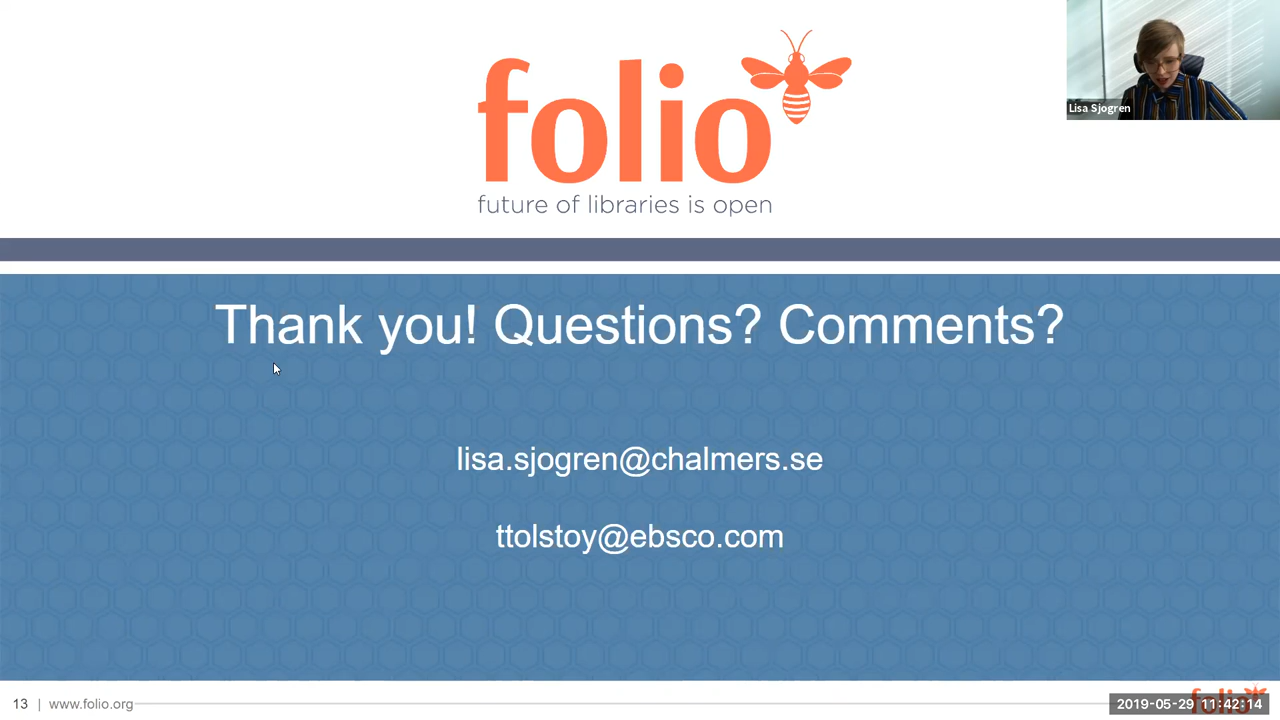 folio
future of libraries is open
Lisa Sjogren
Thank you! Questions? Comments?
lisa.sjogren@chalmers.se
ttolstoy@ebsco.com
13 | www.folio.org
folio
2019-05-29 11:42:14